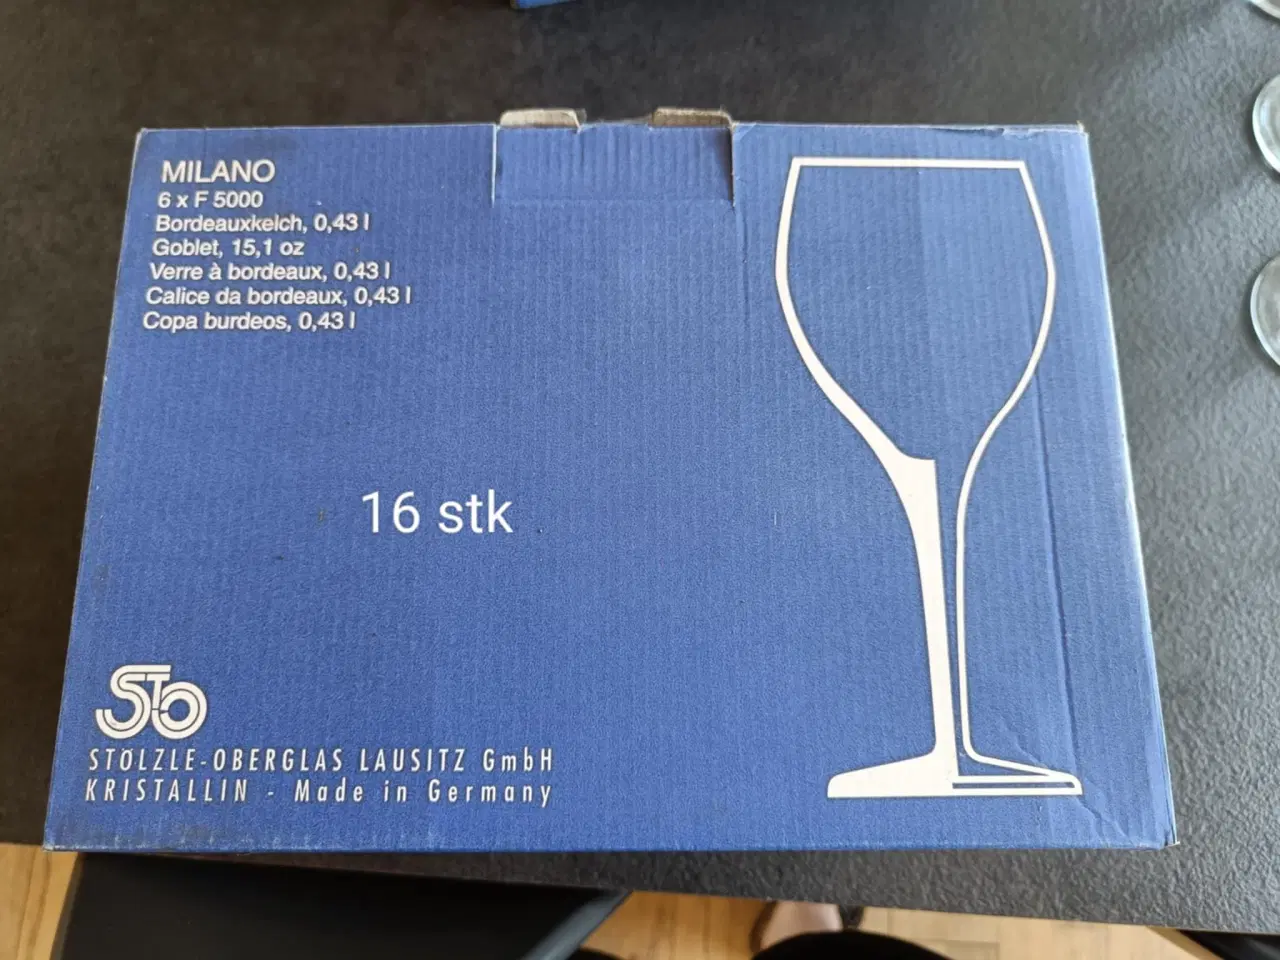 MILANO
6 x F 5000
Bordeauxkelch, 0,43 l
Goblet, 15,1 oz
Verre à bordeaux, 0,43 l
Calice da bordeaux, 0,43 l
Copa burdeos, 0,43 l
16 stk
STO
STÖLZLE-OBERGLAS LAUSITZ GmbH
KRISTALLIN - Made in Germany